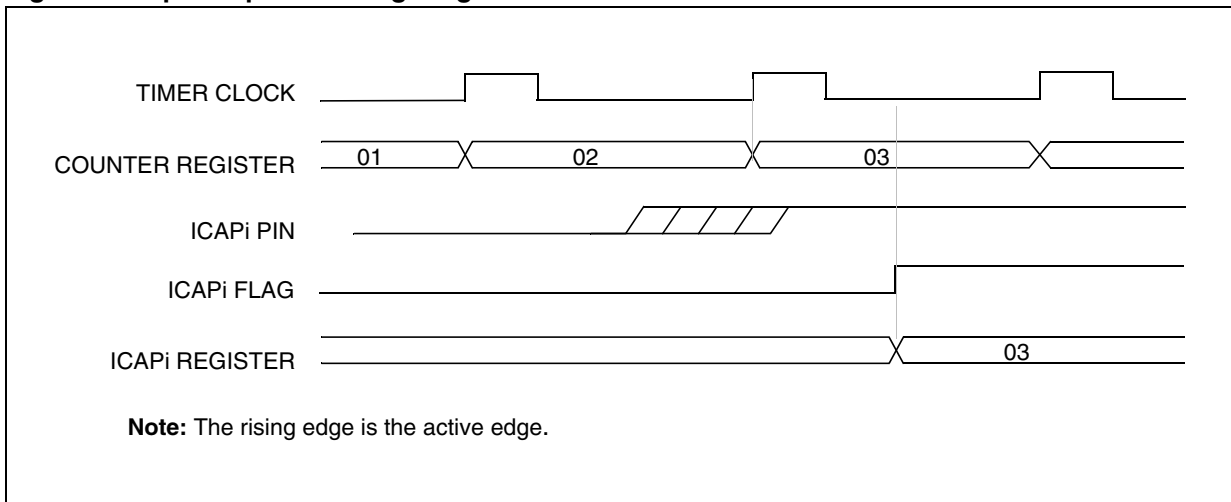 TIMER CLOCK
COUNTER REGISTER 01 02 03
ICAPi PIN
ICAPi FLAG
ICAPi REGISTER 03
Note: The rising edge is the active edge.